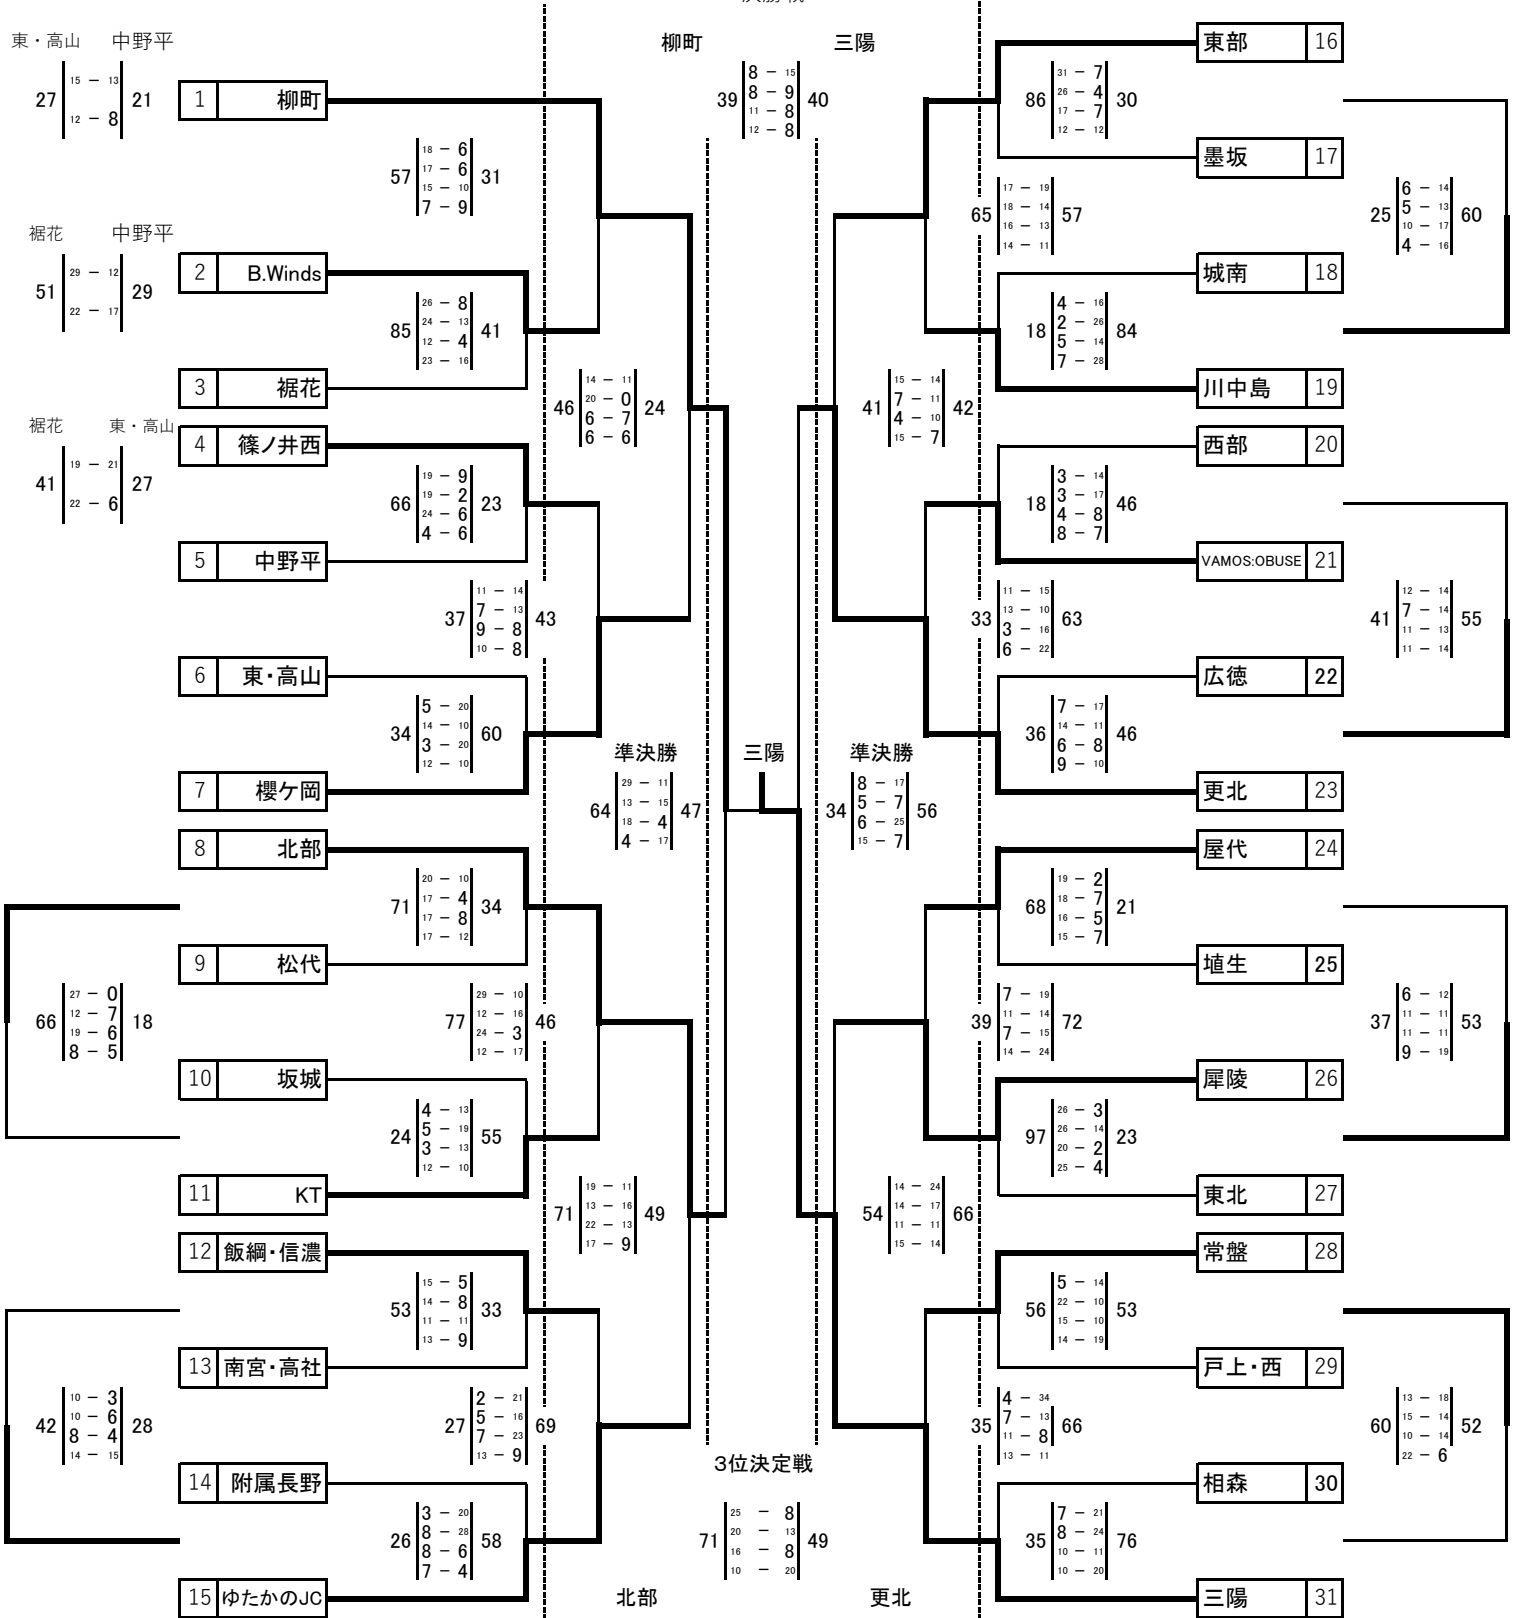 東・高山 中野平
27 15 − 13 21
12 − 8
裾花 中野平
51 29 − 12 29
22 − 17
裾花 東・高山
41 19 − 21 27
22 − 6
1 柳町
2 B.Winds
3 裾花
4 篠ノ井西
5 中野平
6 東・高山
7 櫻ケ岡
8 北部
9 松代
10 坂城
11 KT
12 飯綱・信濃
13 南宮・高社
14 附属長野
15 ゆたかのJC
66 27 − 0 18
12 − 7
19 − 6
8 − 5
42 10 − 3 28
10 − 6
8 − 4
14 − 15
57 18 − 6 31
17 − 6
15 − 10
7 − 9
85 26 − 8 41
24 − 13
12 − 4
23 − 16
66 19 − 9 23
19 − 2
24 − 6
4 − 6
37 11 − 14 43
7 − 13
9 − 8
10 − 8
34 5 − 20 60
14 − 10
3 − 20
12 − 10
71 20 − 10 34
17 − 4
17 − 8
17 − 12
77 29 − 10 46
12 − 16
24 − 3
12 − 17
24 4 − 13 55
5 − 19
3 − 13
12 − 10
53 15 − 5 33
14 − 8
11 − 11
13 − 9
27 2 − 21 69
5 − 16
7 − 23
13 − 9
26 3 − 20 58
8 − 28
8 − 6
7 − 4
46 14 − 11 24
20 − 0
6 − 7
6 − 6
71 19 − 11 49
13 − 16
22 − 13
17 − 9
柳町 三陽
39 8 − 15 40
8 − 9
11 − 8
12 − 8
準決勝 三陽 準決勝
64 29 − 11 47
13 − 15
18 − 4
4 − 17
34 8 − 17 56
5 − 7
6 − 25
15 − 7
3位決定戦
71 25 − 8 49
20 − 13
16 − 8
10 − 20
北部 更北
41 15 − 14 42
7 − 11
4 − 10
15 − 7
54 14 − 24 66
14 − 17
11 − 11
15 − 14
86 31 − 7 30
26 − 4
17 − 7
12 − 12
65 17 − 19 57
18 − 14
16 − 13
14 − 11
18 4 − 16 84
2 − 26
5 − 14
7 − 28
18 3 − 14 46
3 − 17
4 − 8
8 − 7
33 11 − 15 63
13 − 10
3 − 16
6 − 22
36 7 − 17 46
14 − 11
6 − 8
9 − 10
68 19 − 2 21
18 − 7
16 − 5
15 − 7
39 7 − 19 72
11 − 14
7 − 15
14 − 24
97 26 − 3 23
26 − 14
20 − 2
25 − 4
56 5 − 14 53
22 − 10
15 − 10
14 − 19
35 4 − 34 66
7 − 13
11 − 8
13 − 11
35 7 − 21 76
8 − 24
10 − 11
10 − 20
東部 16
墨坂 17
城南 18
川中島 19
西部 20
VAMOS:OBUSE 21
広徳 22
更北 23
屋代 24
埴生 25
犀陵 26
東北 27
常盤 28
戸上・西 29
相森 30
三陽 31
25 6 − 14 60
5 − 13
10 − 17
4 − 16
41 12 − 14 55
7 − 14
11 − 13
11 − 14
37 6 − 12 53
11 − 11
11 − 11
9 − 19
60 13 − 18 52
15 − 14
10 − 14
22 − 6